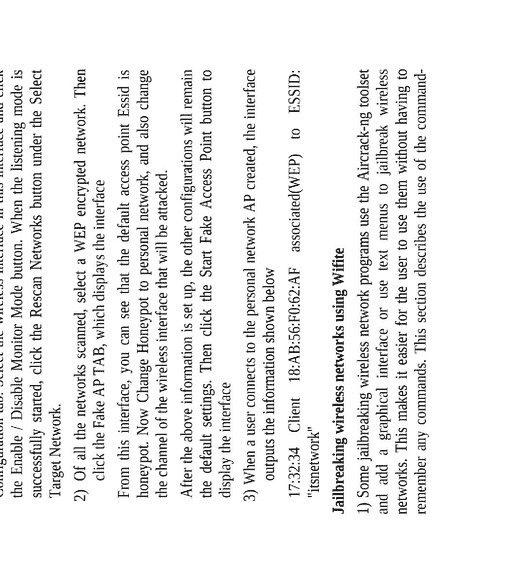 the Enable / Disable Monitor Mode button. When the listening mode is
successfully started, click the Rescan Networks button under the Select
Target Network.
2) Of all the networks scanned, select a WEP encrypted network. Then
click the Fake AP TAB, which displays the interface
From this interface, you can see that the default access point Essid is
honeypot. Now Change Honeypot to personal network, and also change
the channel of the wireless interface that will be attacked.
After the above information is set up, the other configurations will remain
the default settings. Then click the Start Fake Access Point button to
display the interface
3) When a user connects to the personal network AP created, the interface
outputs the information shown below
17:32:34 Client 18:AB:56:F0:62:AF associated(WEP) to ESSID:
"itsnetwork"
Jailbreaking wireless networks using Wifite
1) Some jailbreaking wireless network programs use the Aircrack-ng toolset
and add a graphical interface or use text menus to jailbreak wireless
networks. This makes it easier for the user to use them without having to
remember any commands. This section describes the use of the command-